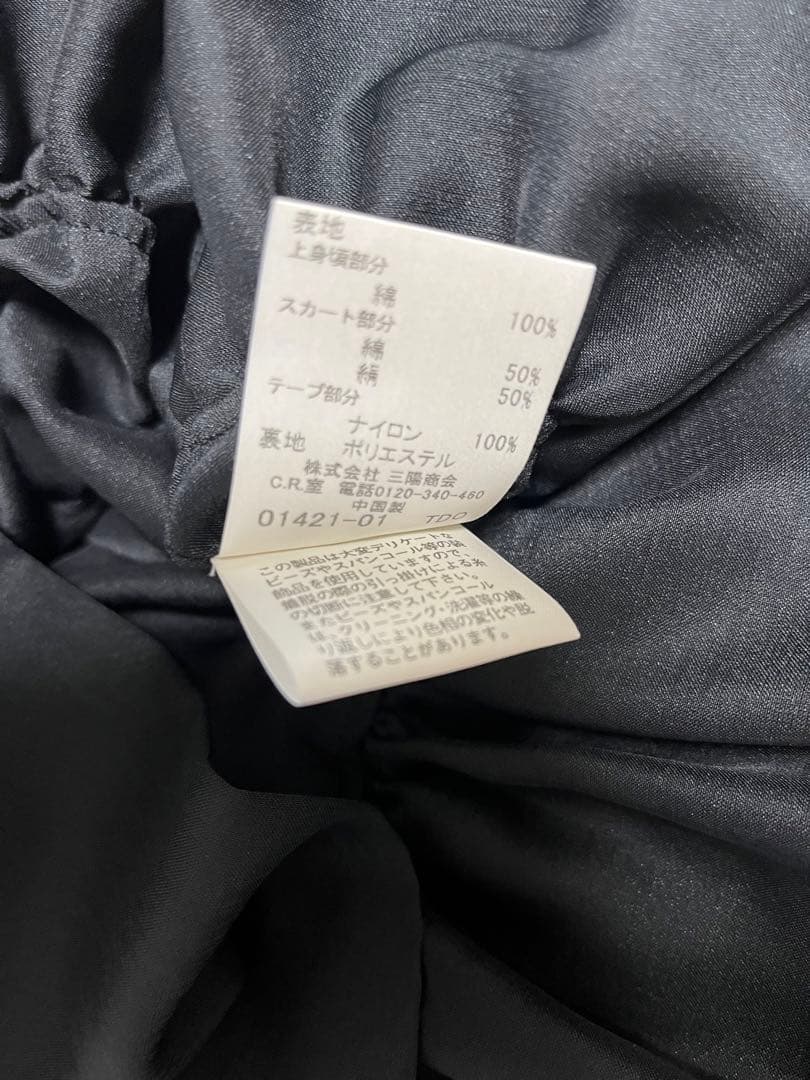 表地
上身頃部分
綿 100%
スカート部分
綿 50%
絹 50%
テープ部分
ナイロン 100%
裏地 ポリエステル
株式会社 三陽商会
C.R.室 電話0120-340-460
中国製
01421-01 TDO
この製品は大変デリケートな
ビーズやスパンコール等の装
飾品を使用していますので、
着脱の際の引っ掛けによる糸
の切断に注意して下さい。
またビーズやスパンコール
は、クリーニング・洗濯等の繰
り返しにより色相の変化や脱
落することがあります。